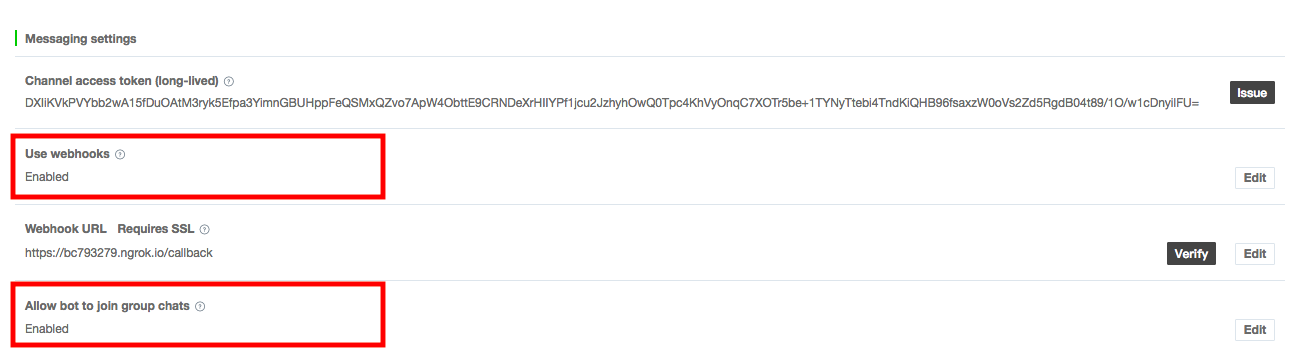 Messaging settings
Channel access token (long-lived) ?
DXliKVkPVYbb2wA15fDuOAtM3ryk5Efpa3YimnGBUHppFeQSMxQZvo7ApW4ObttE9CRNDeXrHIIYPf1jcu2JzhyhOwQ0Tpc4KhVyOnqC7XOTr5be+1TYNyTtebi4TndKiQHB96fsaxzW0oVs2Zd5RgdB04t89/1O/w1cDnyilFU=
Issue
Use webhooks ?
Enabled
Edit
Webhook URL Requires SSL ?
https://bc793279.ngrok.io/callback
Verify Edit
Allow bot to join group chats ?
Enabled
Edit